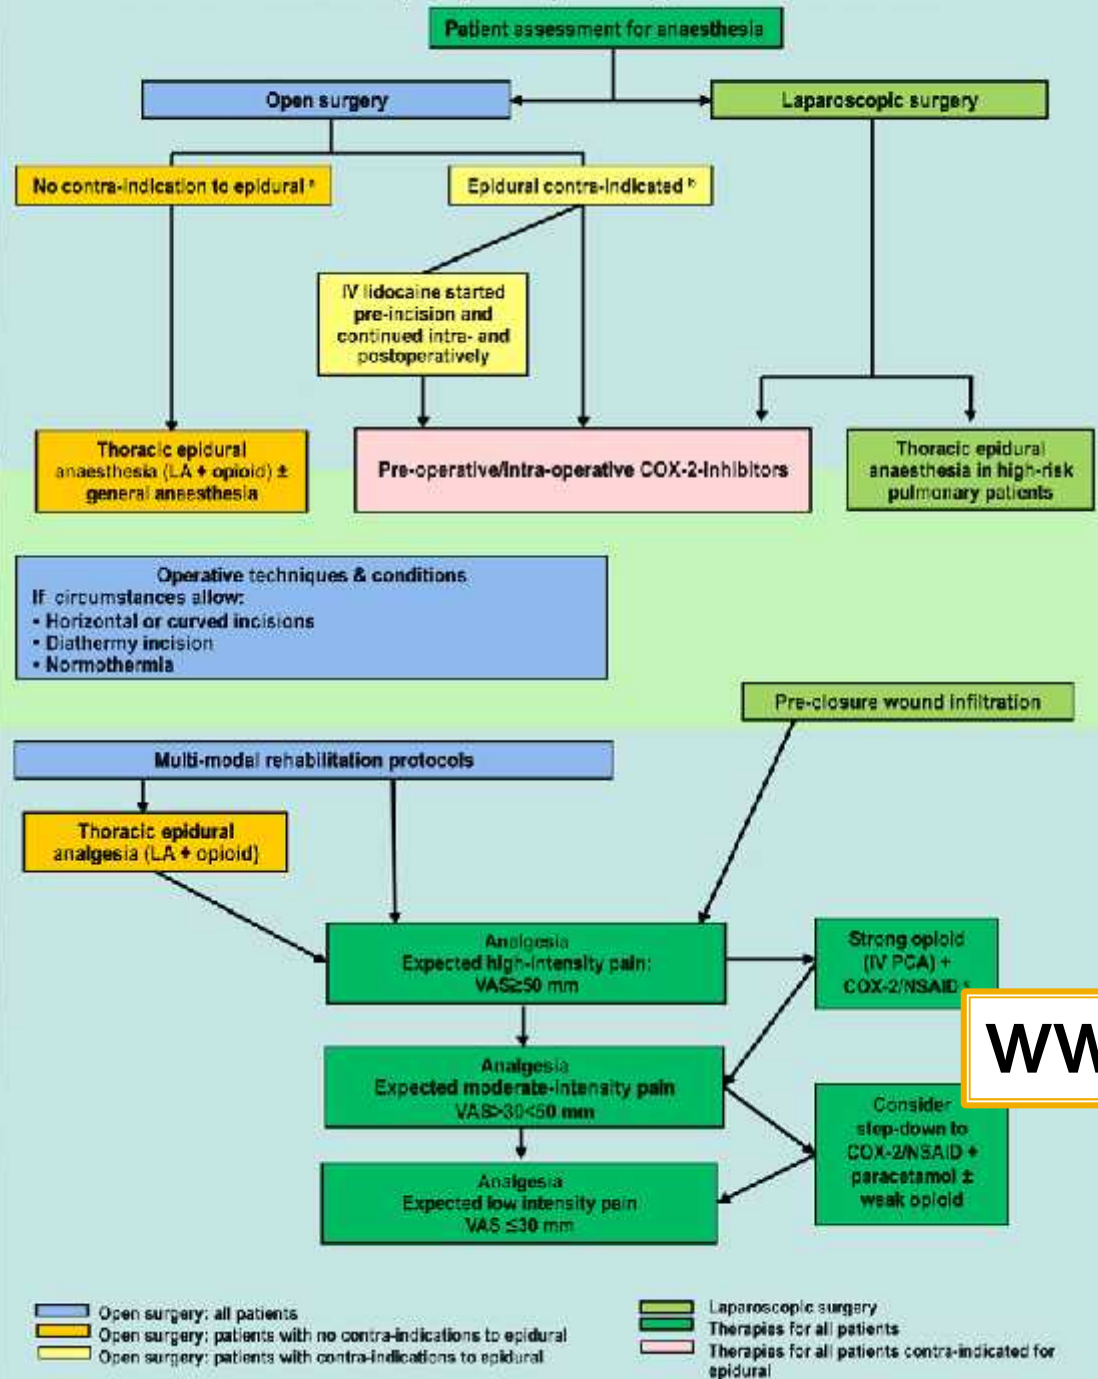 Patient assessment for anaesthesia
Open surgery
Laparoscopic surgery
No contra-indication to epidural ᵃ
Epidural contra-indicated ᵇ
IV lidocaine started
pre-incision and
continued intra- and
postoperatively
Thoracic epidural
anaesthesia (LA + opioid) ±
general anaesthesia
Pre-operative/intra-operative COX-2-Inhibitors
Thoracic epidural
anaesthesia in high-risk
pulmonary patients
Operative techniques & conditions
If circumstances allow:
• Horizontal or curved incisions
• Diathermy incision
• Normothermia
Pre-closure wound infiltration
Multi-modal rehabilitation protocols
Thoracic epidural
analgesia (LA + opioid)
Analgesia
Expected high-intensity pain:
VAS≥50 mm
Strong opioid
(IV PCA) +
COX-2/NSAID
Analgesia
Expected moderate-intensity pain
VAS>30<50 mm
Consider
step-down to
COX-2/NSAID +
paracetamol ±
weak opioid
Analgesia
Expected low intensity pain
VAS ≤30 mm
Open surgery: all patients
Open surgery: patients with no contra-indications to epidural
Open surgery: patients with contra-indications to epidural
Laparoscopic surgery
Therapies for all patients
Therapies for all patients contra-indicated for
epidural